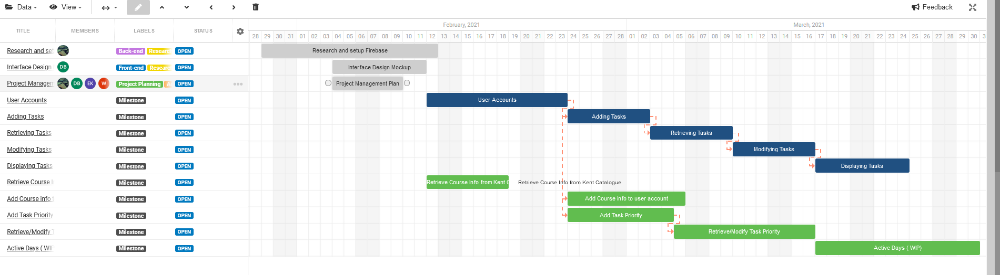 Data View Feedback
February, 2021 March, 2021
TITLE MEMBERS LABELS STATUS
28 29 30 31 01 02 03 04 05 06 07 08 09 10 11 12 13 14 15 16 17 18 19 20 21 22 23 24 25 26 27 28 01 02 03 04 05 06 07 08 09 10 11 12 13 14 15 16 17 18 19 20 21 22 23 24 25 26 27 28 29 30 3
Research and set Back-end Researc OPEN Research and setup Firebase
Interface Design DB Front-end Researc OPEN Interface Design Mockup
Project Managem DB EK W Project Planning A OPEN Project Management Plan
User Accounts Milestone OPEN User Accounts
Adding Tasks Milestone OPEN Adding Tasks
Retrieving Tasks Milestone OPEN Retrieving Tasks
Modifying Tasks Milestone OPEN Modifying Tasks
Displaying Tasks Milestone OPEN Displaying Tasks
Retrieve Course I Milestone OPEN Retrieve Course Info from Kent C Retrieve Course Info from Kent Catalogue
Add Course info t Milestone OPEN Add Course info to user account
Add Task Priority Milestone OPEN Add Task Priority
Retrieve/Modify T Milestone OPEN Retrieve/Modify Task Priority
Active Days ( WIP Milestone OPEN Active Days ( WIP)